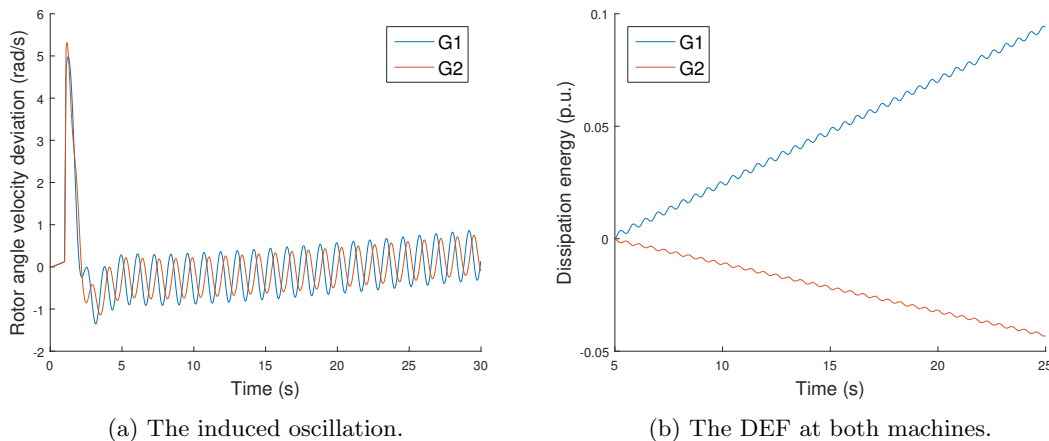 Rotor angle velocity deviation (rad/s)
6
5
4
3
2
1
0
-1
-2
0
5
10
15
20
25
30
Time (s)
G1
G2
(a) The induced oscillation.
Dissipation energy (p.u.)
0.1
0.05
0
-0.05
5
10
15
20
25
Time (s)
G1
G2
(b) The DEF at both machines.